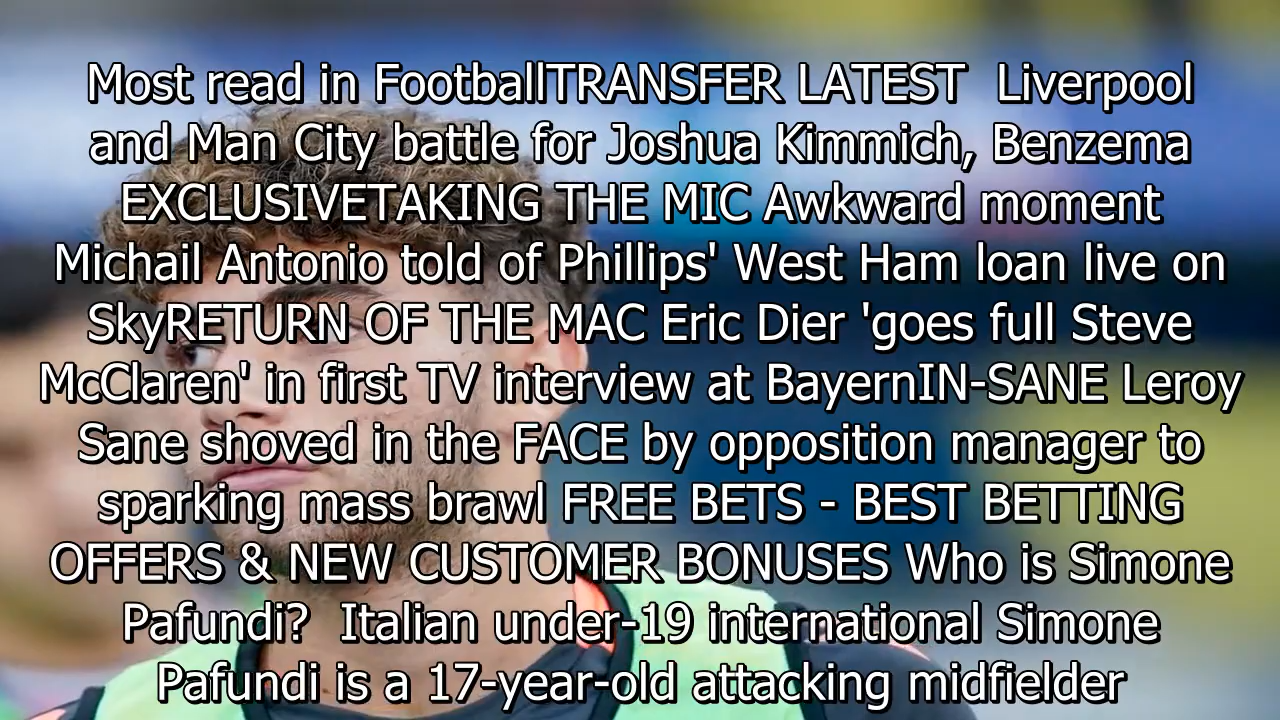 Most read in FootballTRANSFER LATEST  Liverpool
and Man City battle for Joshua Kimmich, Benzema
EXCLUSIVETAKING THE MIC Awkward moment
Michail Antonio told of Phillips' West Ham loan live on
SkyRETURN OF THE MAC Eric Dier 'goes full Steve
McClaren' in first TV interview at BayernIN-SANE Leroy
Sane shoved in the FACE by opposition manager to
sparking mass brawl FREE BETS - BEST BETTING
OFFERS & NEW CUSTOMER BONUSES Who is Simone
Pafundi?  Italian under-19 international Simone
Pafundi is a 17-year-old attacking midfielder